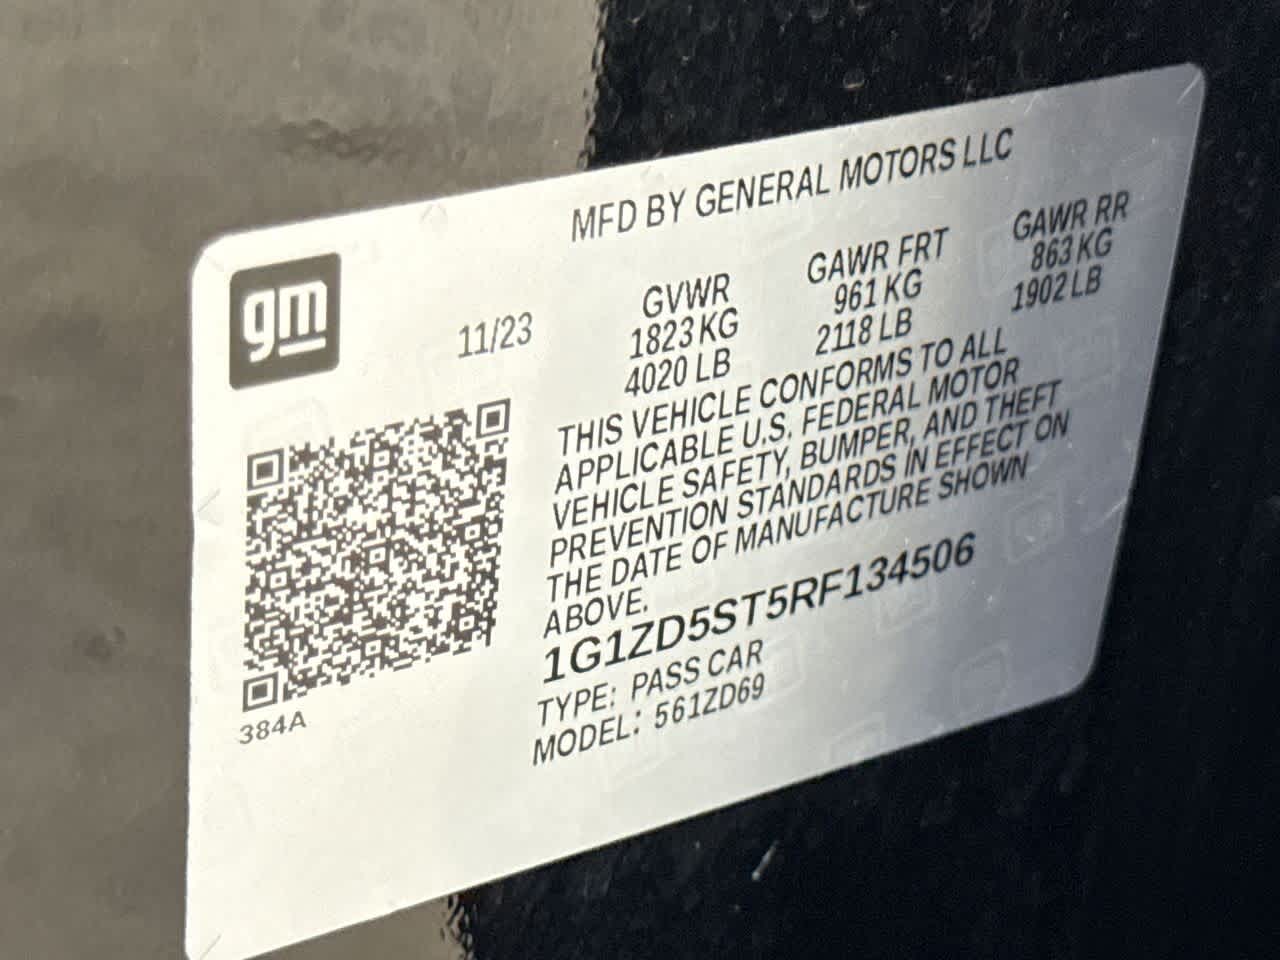 MFD BY GENERAL MOTORS LLC
gm
11/23
GVWR
1823 KG
4020 LB
GAWR FRT
961 KG
2118 LB
GAWR RR
863 KG
1902 LB
THIS VEHICLE CONFORMS TO ALL
APPLICABLE U.S. FEDERAL MOTOR
VEHICLE SAFETY, BUMPER, AND THEFT
PREVENTION STANDARDS IN EFFECT ON
THE DATE OF MANUFACTURE SHOWN
ABOVE.
1G1ZD5ST5RF134506
TYPE: PASS CAR
MODEL: 561ZD69
384A